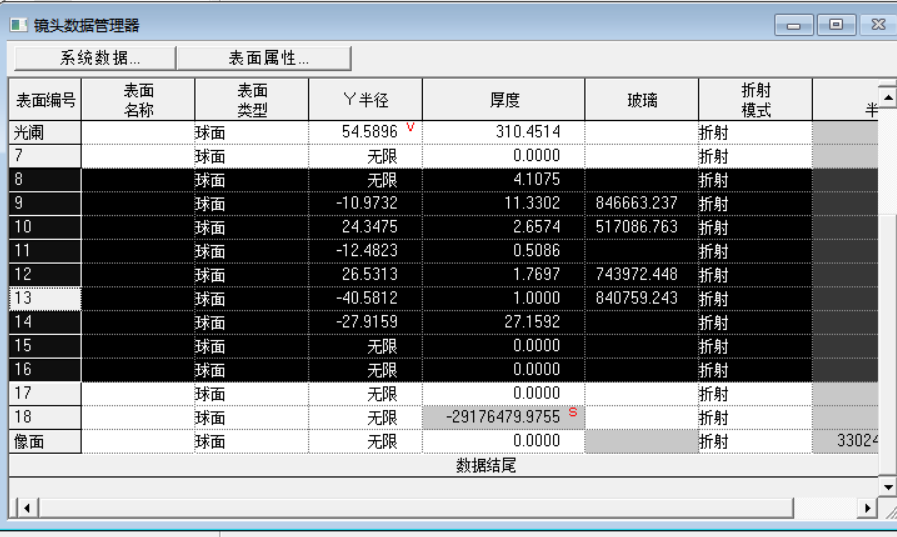 镜头数据管理器
系统数据... 表面属性...
表面编号 表面名称 表面类型 Y 半径 厚度 玻璃 折射模式 半
光阑 球面 54.5896 V 310.4514 折射
7 球面 无限 0.0000 折射
8 球面 无限 4.1075 折射
9 球面 -10.9732 11.3302 846663.237 折射
10 球面 24.3475 2.6574 517086.763 折射
11 球面 -12.4823 0.5086 折射
12 球面 26.5313 1.7697 743972.448 折射
13 球面 -40.5812 1.0000 840759.243 折射
14 球面 -27.9159 27.1592 折射
15 球面 无限 0.0000 折射
16 球面 无限 0.0000 折射
17 球面 无限 0.0000 折射
18 球面 无限 -29176479.9755 S 折射
像面 球面 无限 0.0000 折射 33024
数据结尾